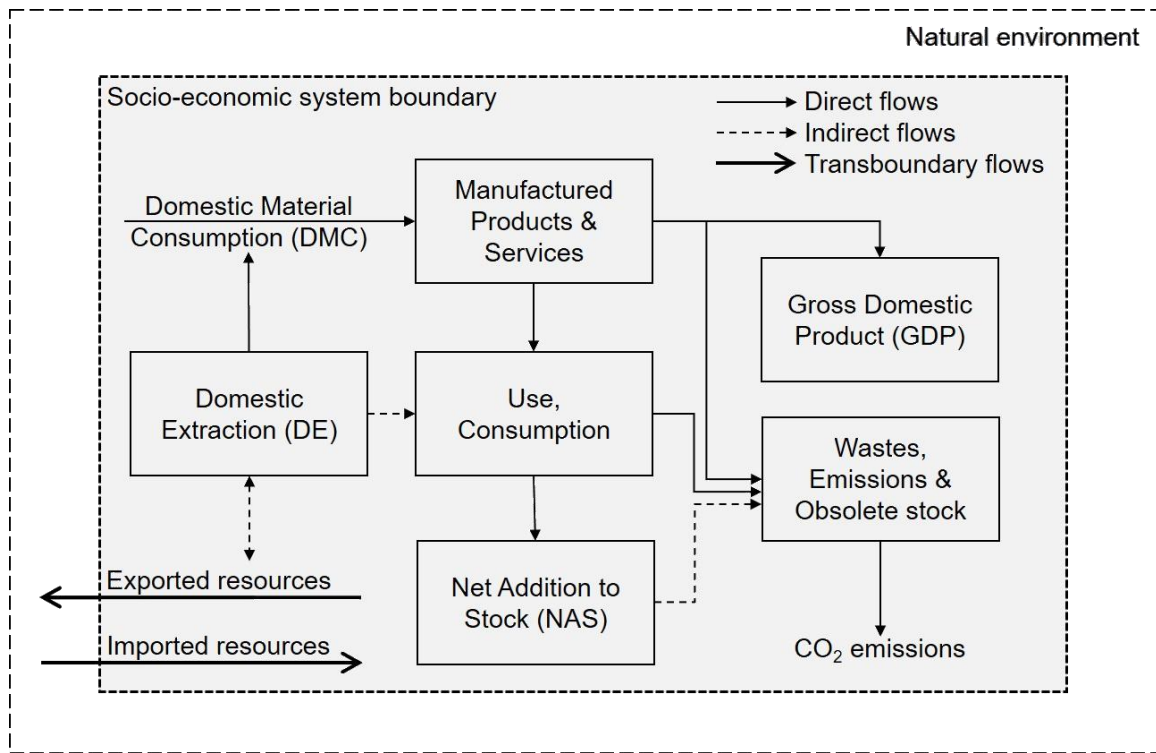 Natural environment
Socio-economic system boundary
Direct flows
Indirect flows
Transboundary flows
Domestic Material
Consumption (DMC)
Manufactured
Products &
Services
Gross Domestic
Product (GDP)
Domestic
Extraction (DE)
Use,
Consumption
Wastes,
Emissions &
Obsolete stock
Exported resources
Imported resources
Net Addition to
Stock (NAS)
CO₂ emissions